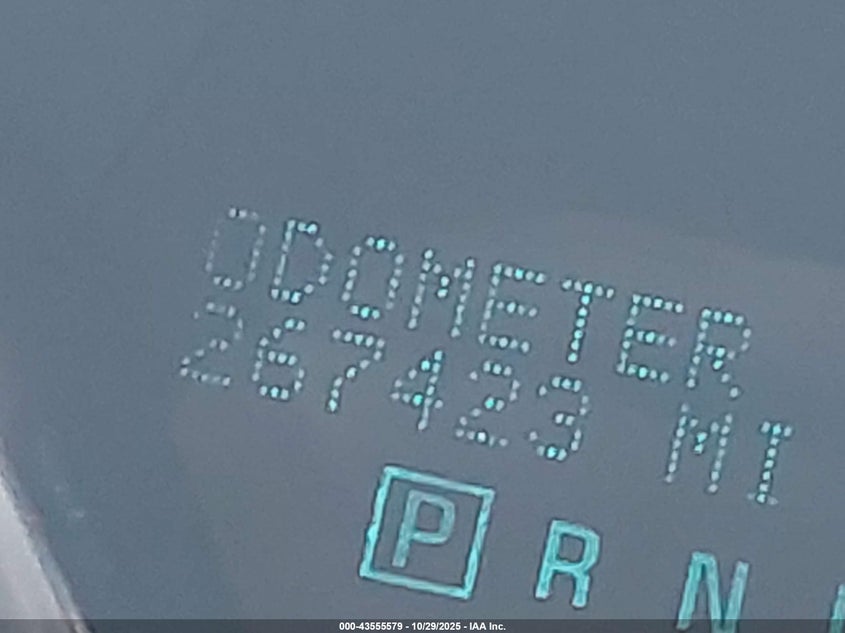 ODOMETER
267423 MI
P R N
000-43555579 - 10/29/2025 - IAA Inc.